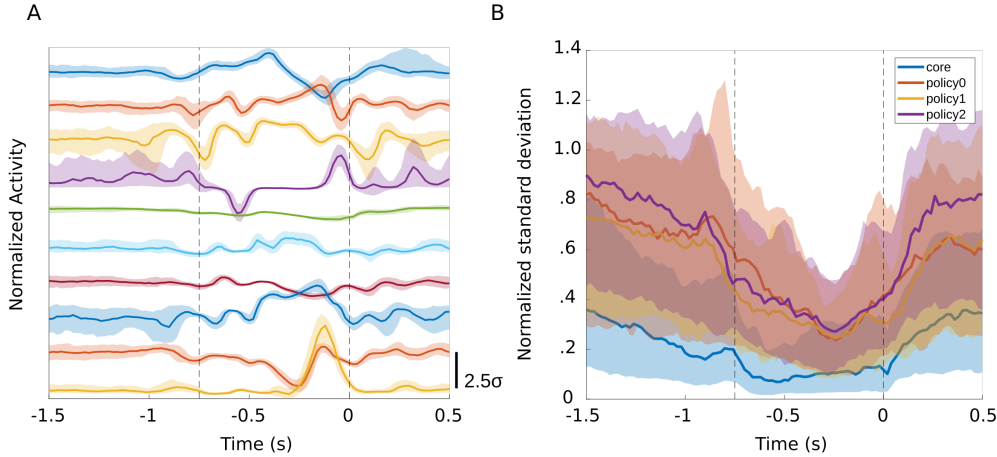 A
Normalized Activity
2.5σ
-1.5 -1 -0.5 0 0.5
Time (s)
B
Normalized standard deviation
1.4
1.2
1.0
.8
.6
.4
.2
0
core
policy0
policy1
policy2
-1.5 -1 -0.5 0 0.5
Time (s)